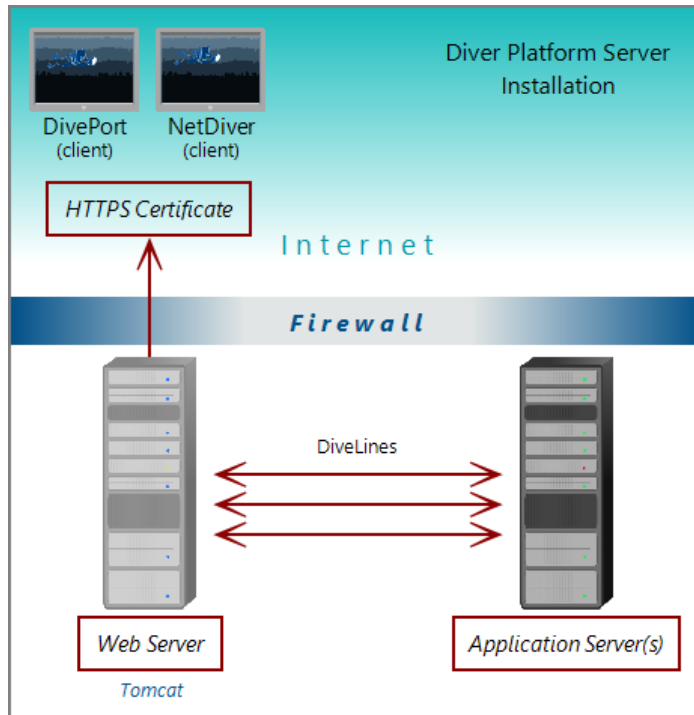 Diver Platform Server
Installation
DivePort
(client)
NetDiver
(client)
HTTPS Certificate
Internet
Firewall
DiveLines
Web Server
Application Server(s)
Tomcat